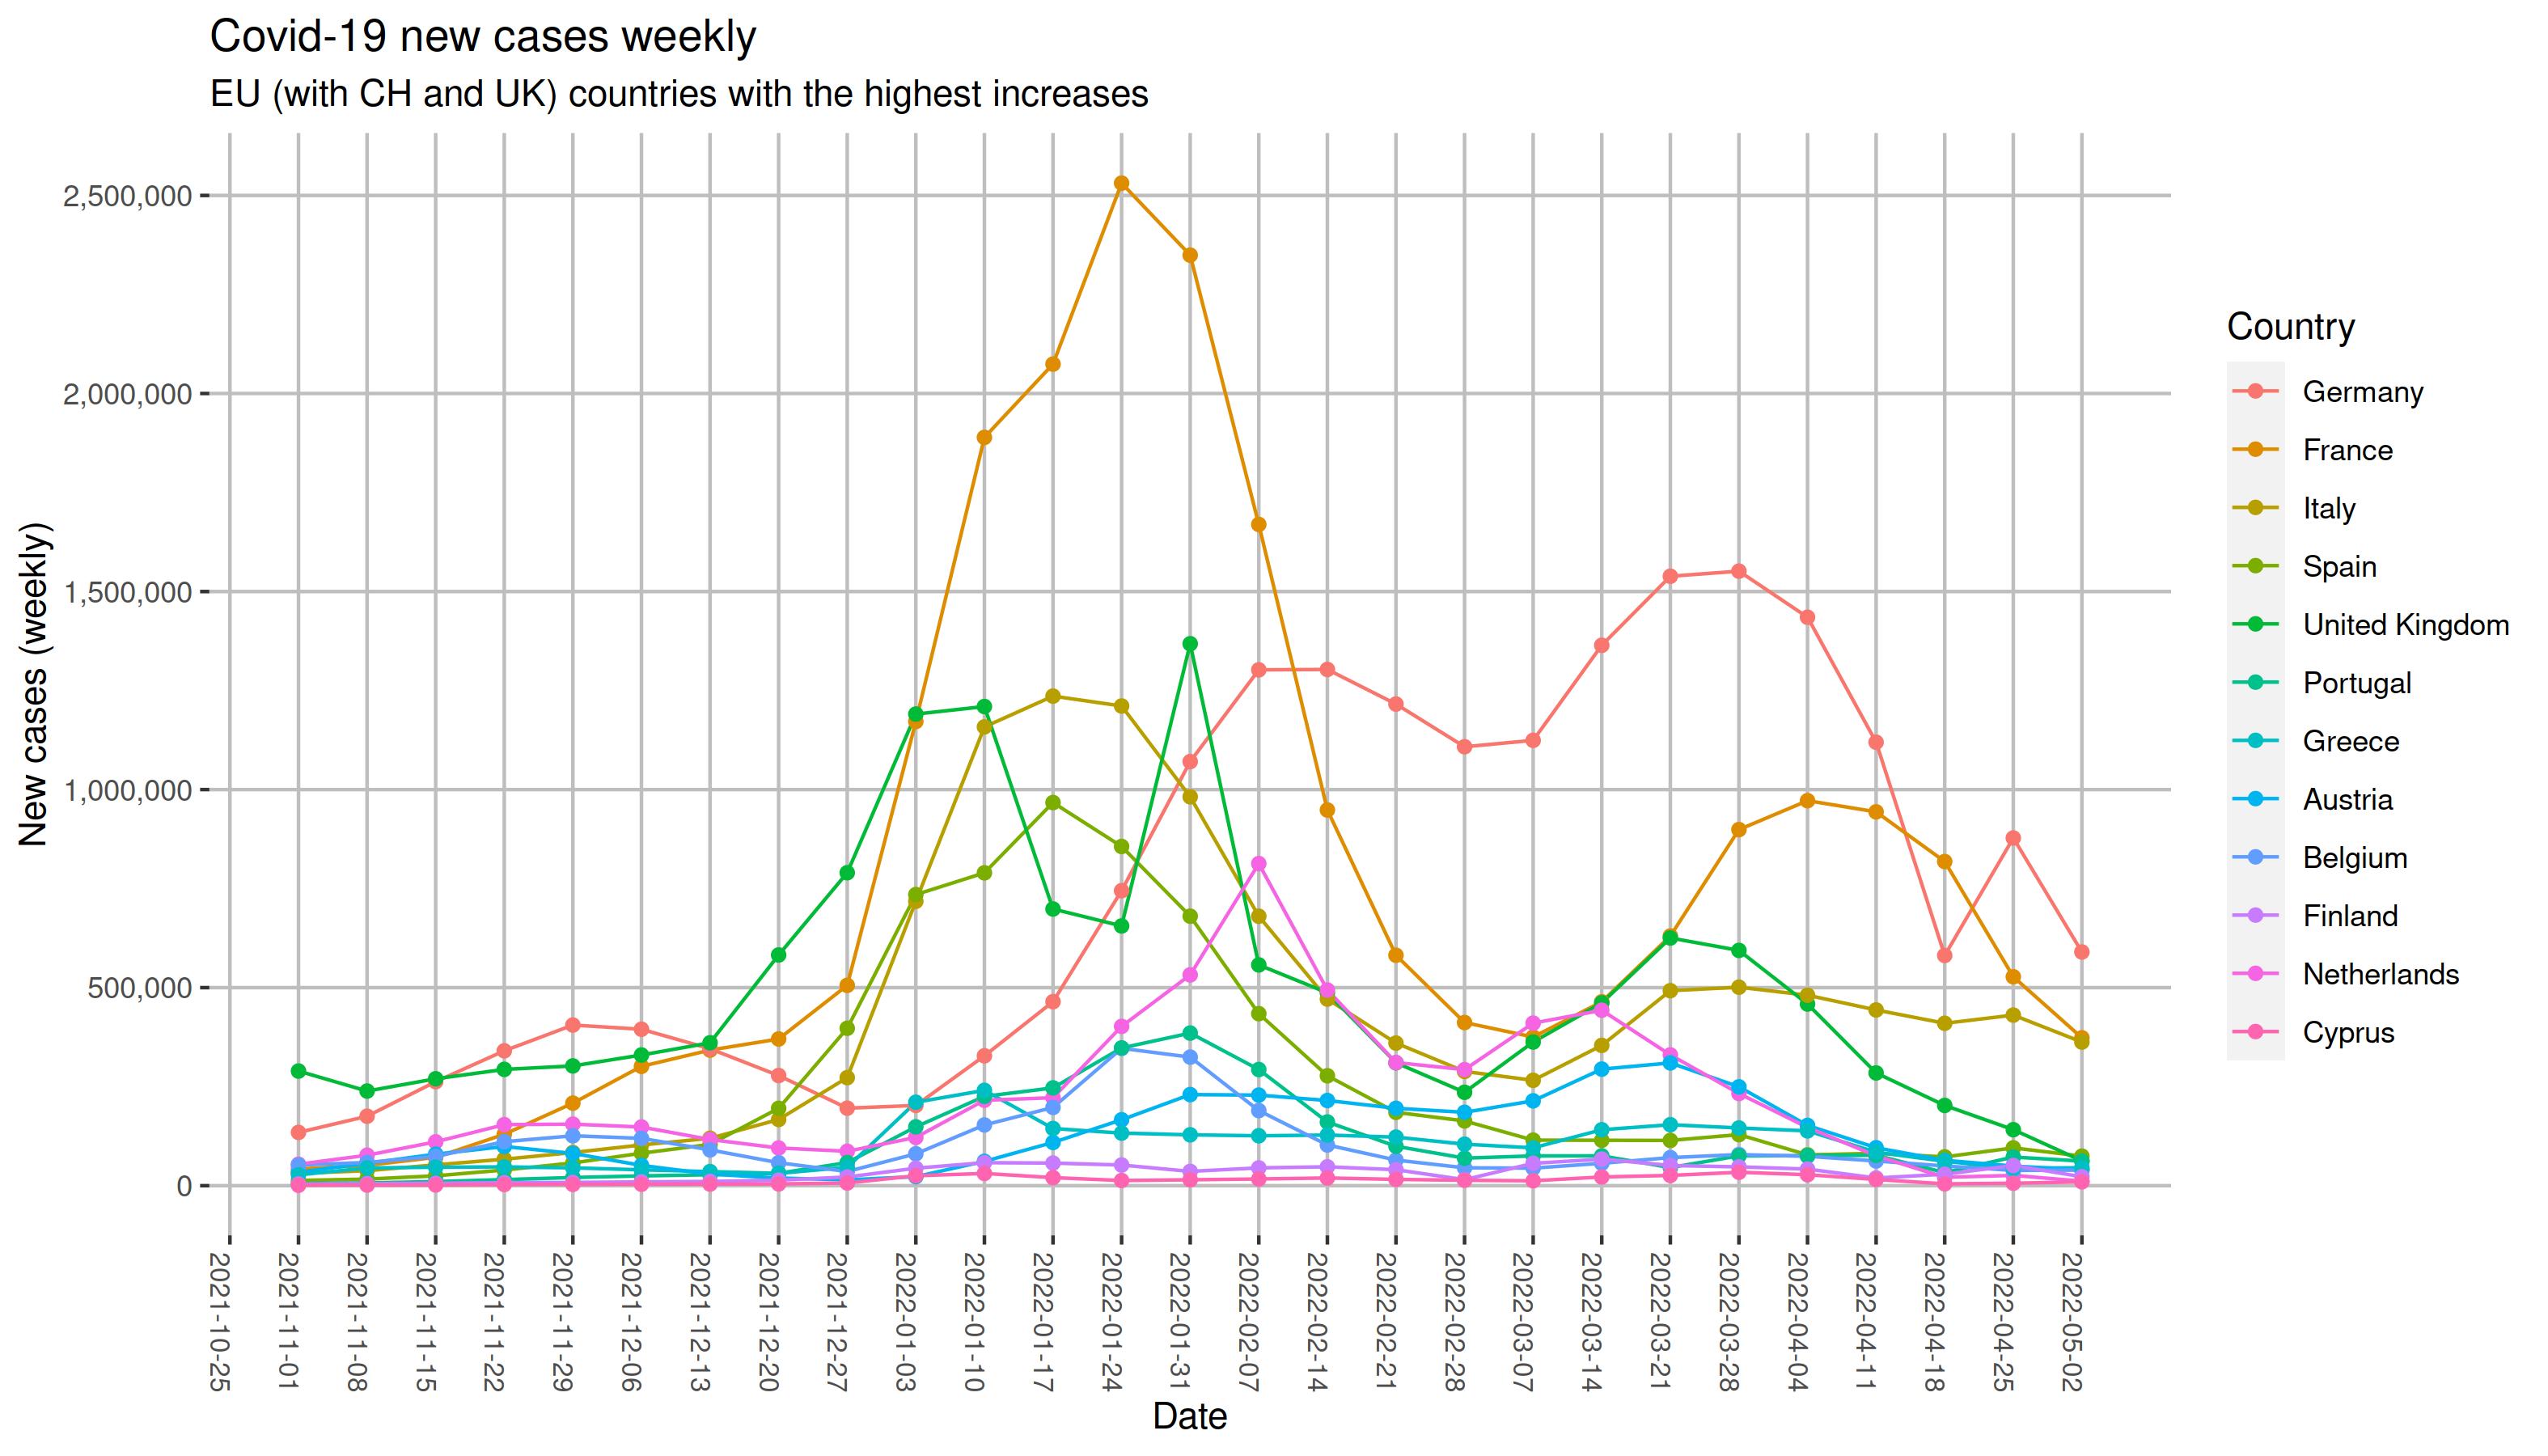 Covid-19 new cases weekly
EU (with CH and UK) countries with the highest increases
New cases (weekly)
2,500,000
2,000,000
1,500,000
1,000,000
500,000
0
2021-10-25
2021-11-01
2021-11-08
2021-11-15
2021-11-22
2021-11-29
2021-12-06
2021-12-13
2021-12-20
2021-12-27
2022-01-03
2022-01-10
2022-01-17
2022-01-24
2022-01-31
2022-02-07
2022-02-14
2022-02-21
2022-02-28
2022-03-07
2022-03-14
2022-03-21
2022-03-28
2022-04-04
2022-04-11
2022-04-18
2022-04-25
2022-05-02
Date
Country
Germany
France
Italy
Spain
United Kingdom
Portugal
Greece
Austria
Belgium
Finland
Netherlands
Cyprus